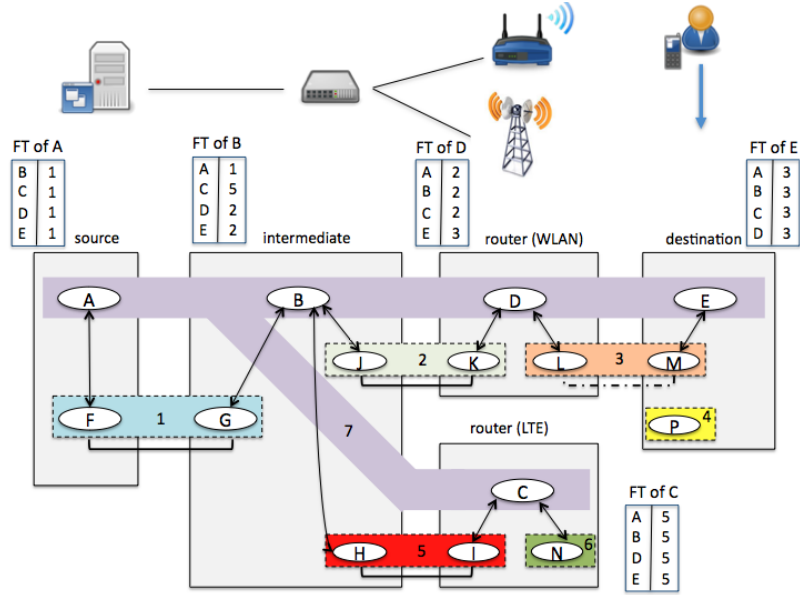 FT of A
B 1
C 1
D 1
E 1
FT of B
A 1
C 5
D 2
E 2
FT of D
A 2
B 2
C 2
E 3
FT of E
A 3
B 3
C 3
D 3
source
intermediate
router (WLAN)
destination
A
B
D
E
J
2
K
L
3
M
F
1
G
7
P
4
router (LTE)
C
H
5
I
N
6
FT of C
A 5
B 5
D 5
E 5